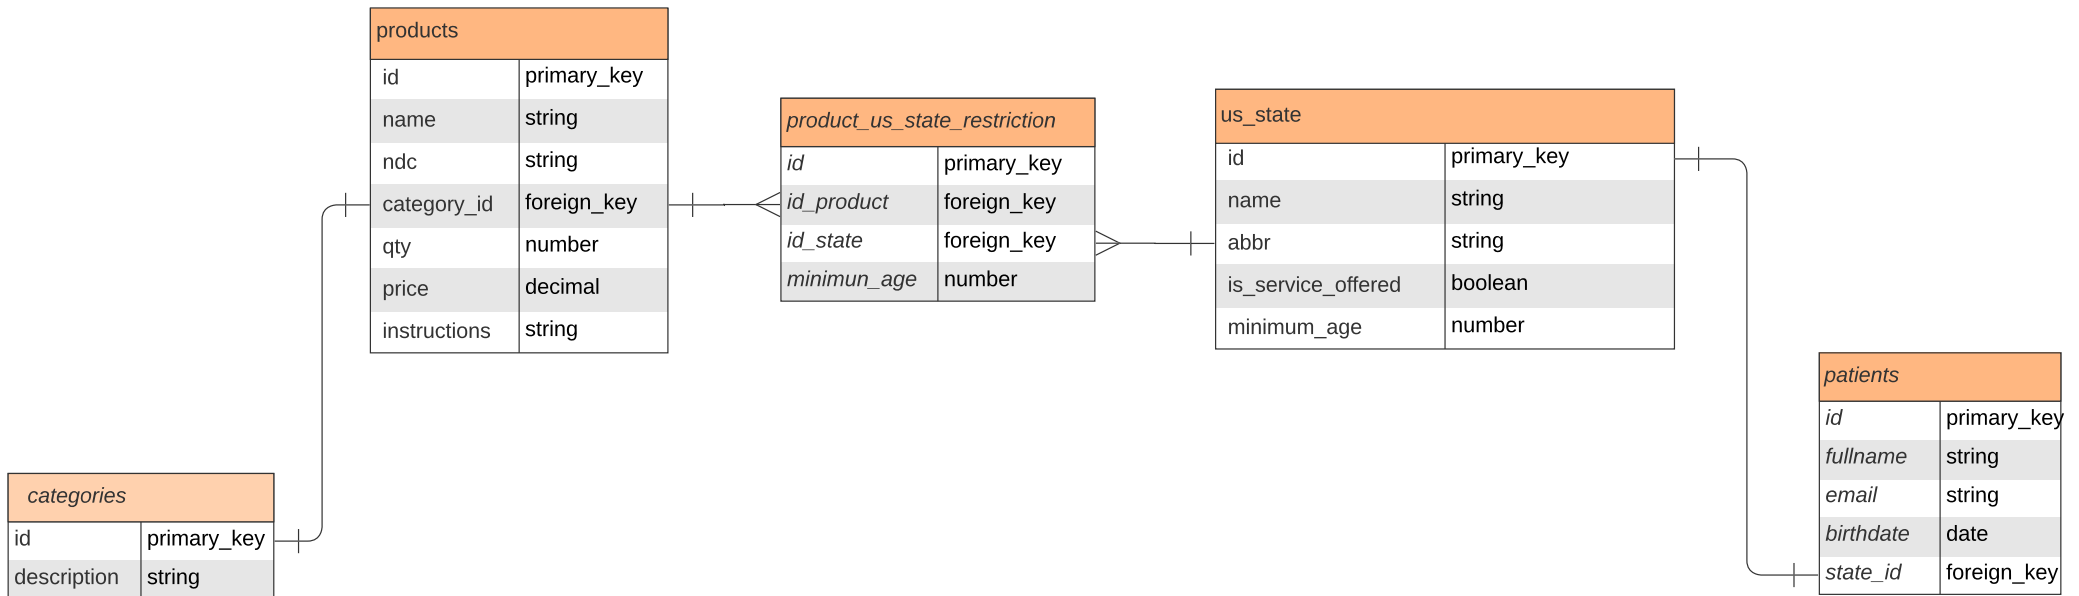 products
id primary_key
name string
ndc string
category_id foreign_key
qty number
price decimal
instructions string
product_us_state_restriction
id primary_key
id_product foreign_key
id_state foreign_key
minimun_age number
us_state
id primary_key
name string
abbr string
is_service_offered boolean
minimum_age number
patients
id primary_key
fullname string
email string
birthdate date
state_id foreign_key
categories
id primary_key
description string